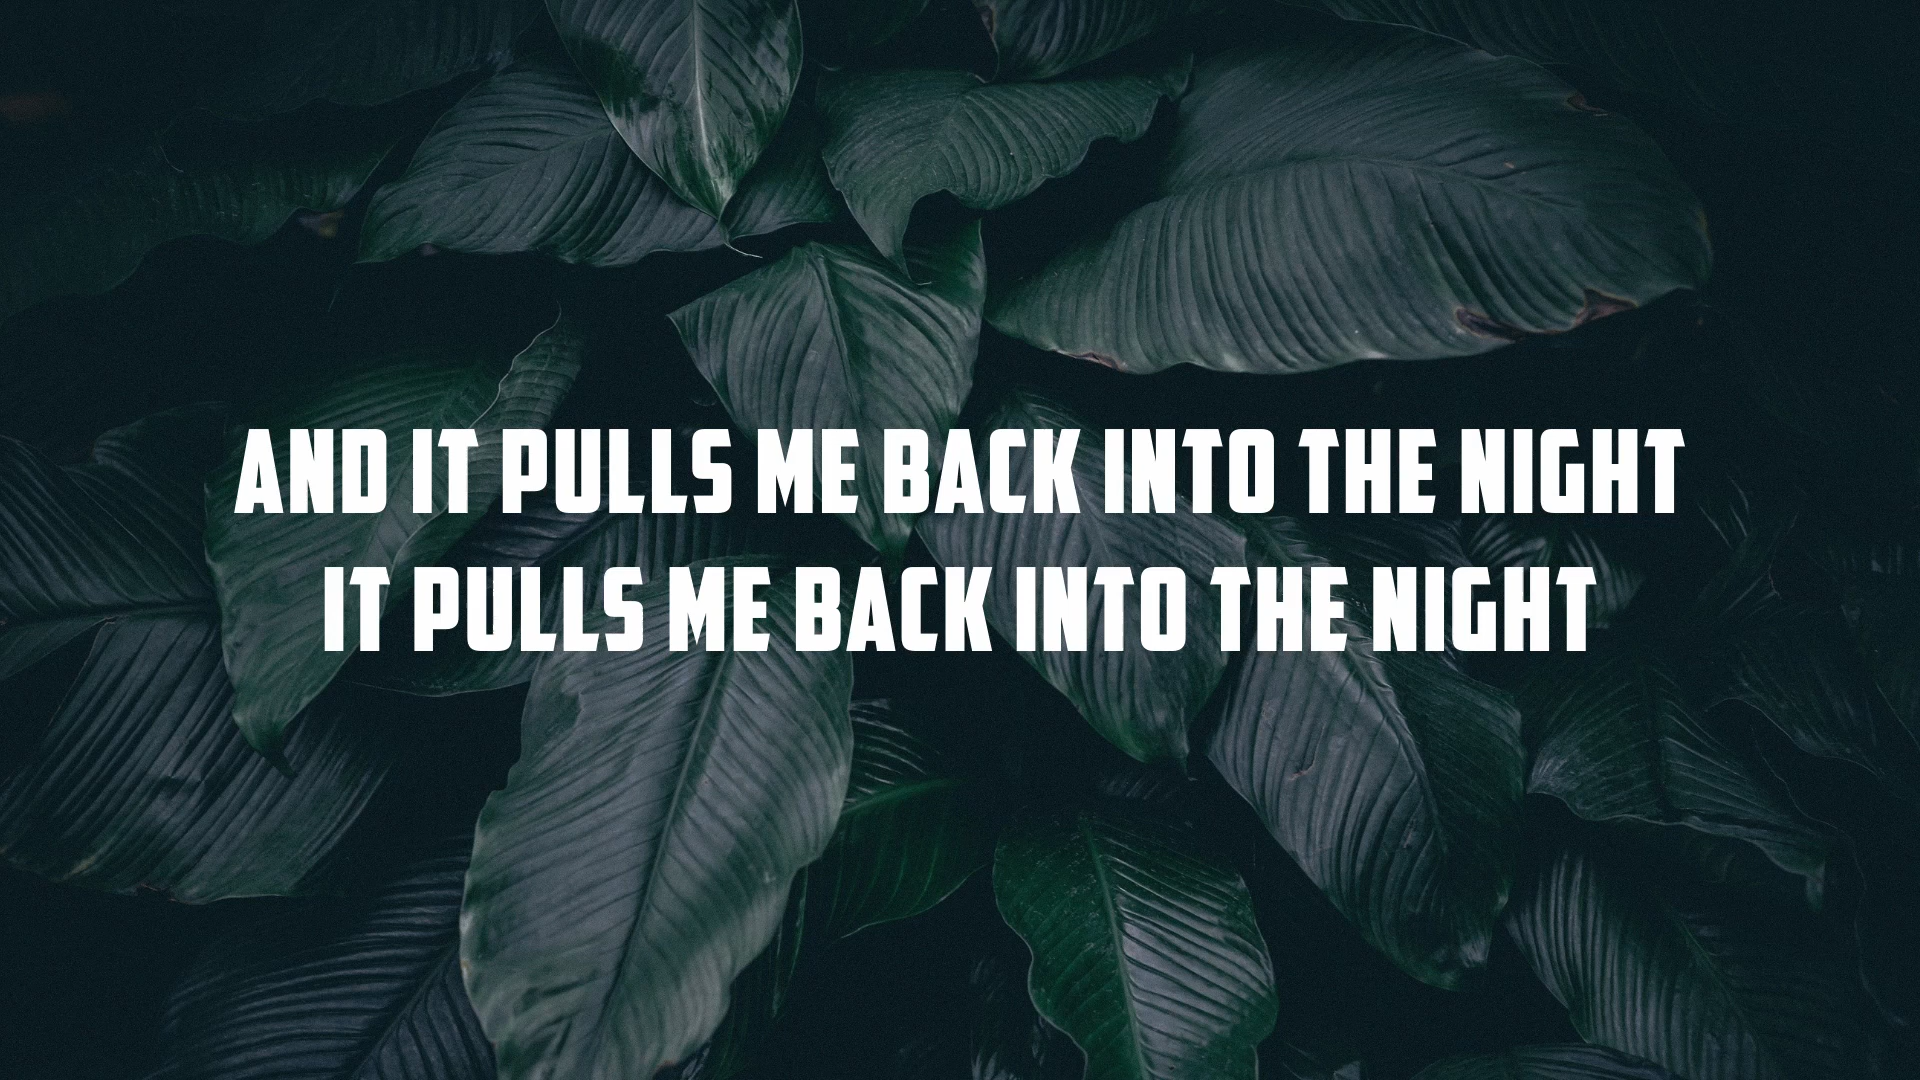 AND IT PULLS ME BACK INTO THE NIGHT
IT PULLS ME BACK INTO THE NIGHT